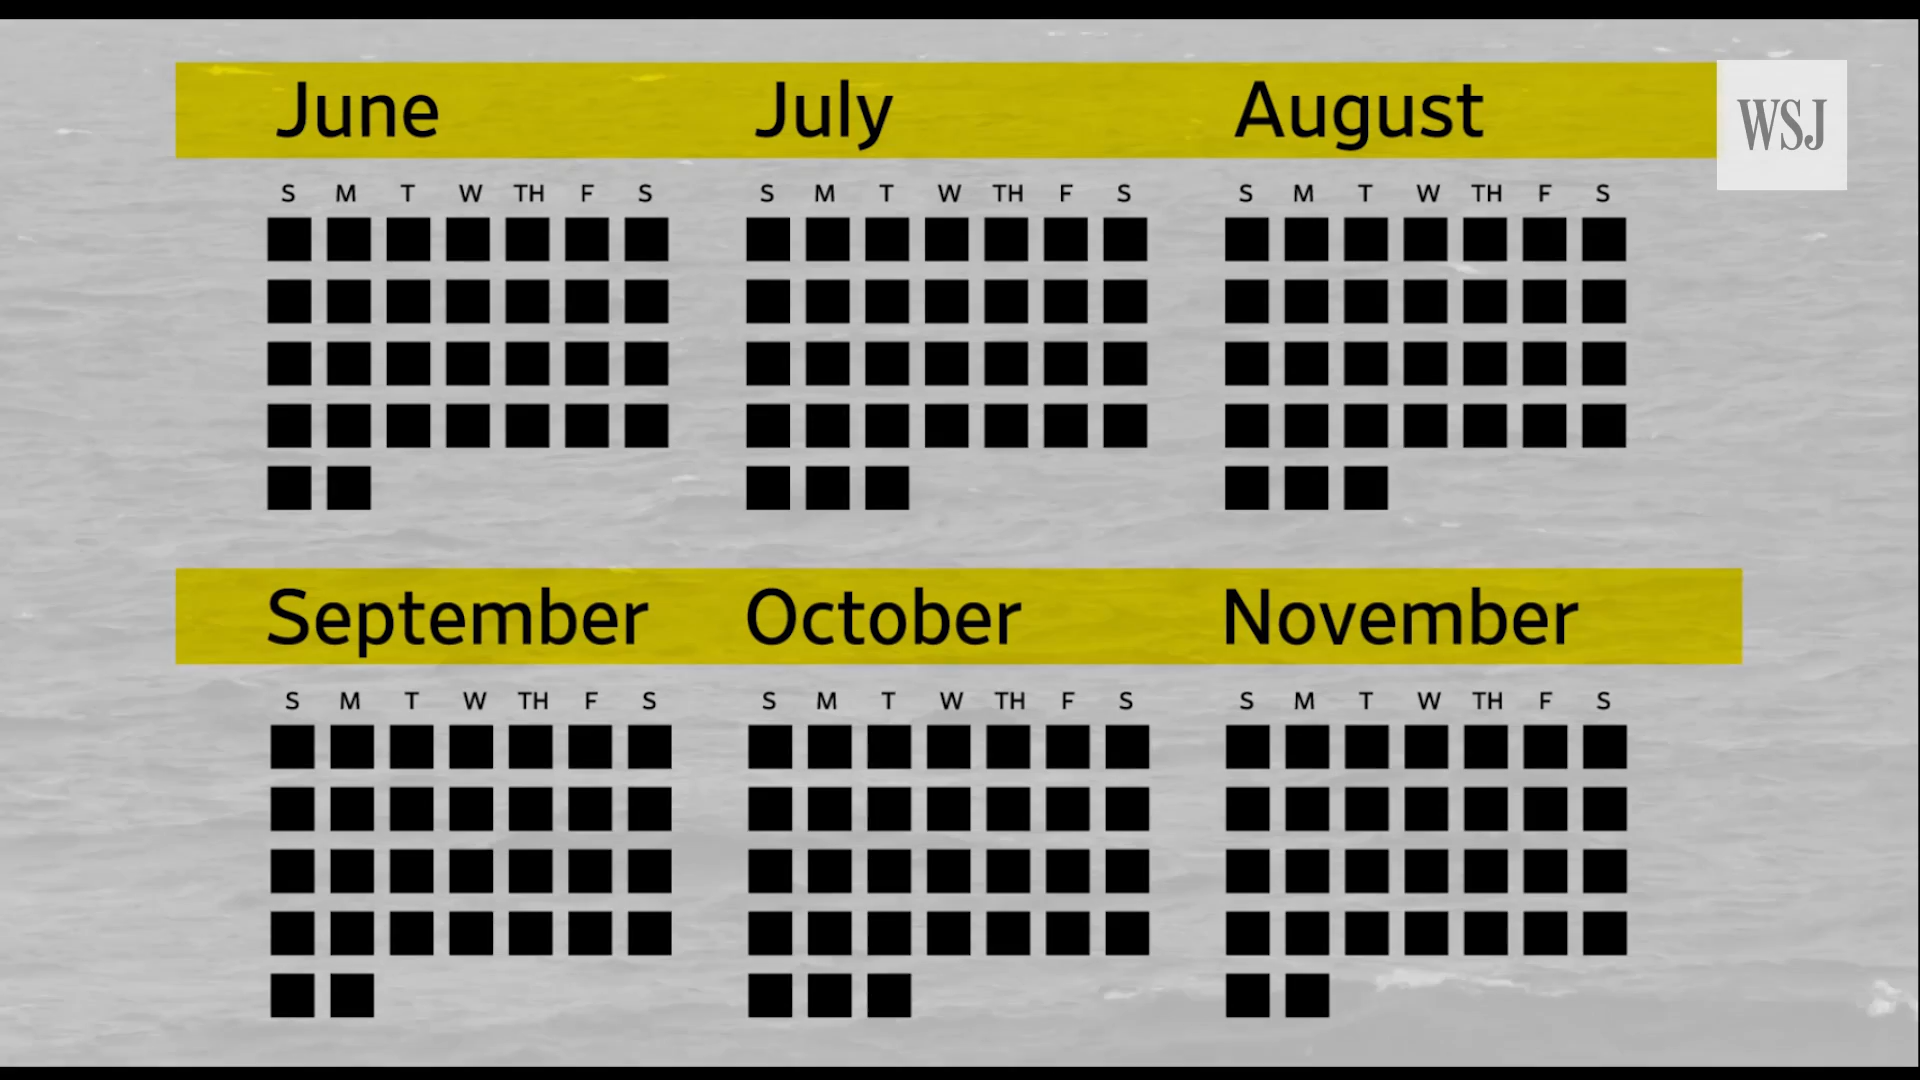 June July August
WSJ
S M T W TH F S S M T W TH F S S M T W TH F S
September October November
S M T W TH F S S M T W TH F S S M T W TH F S